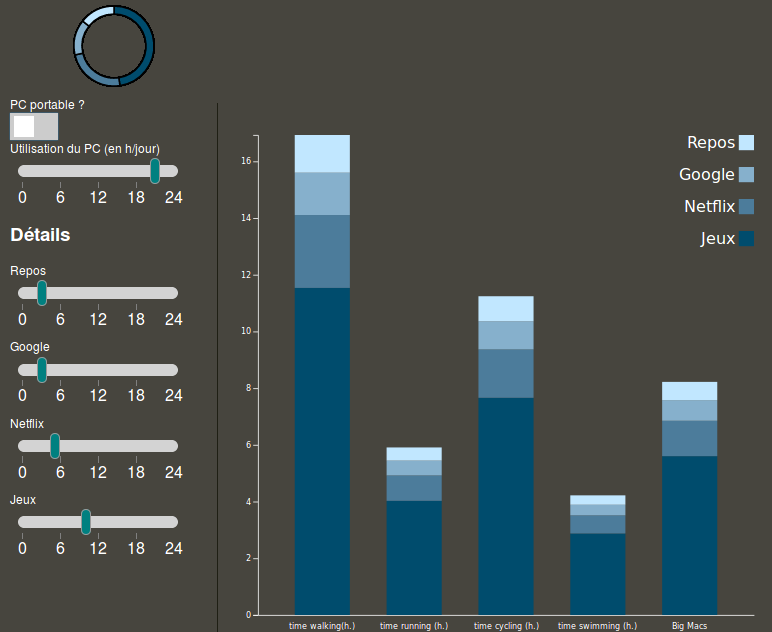 PC portable ?
Utilisation du PC (en h/jour)
0 6 12 18 24
Détails
Repos
0 6 12 18 24
Google
0 6 12 18 24
Netflix
0 6 12 18 24
Jeux
0 6 12 18 24
Repos
Google
Netflix
Jeux
16
14
12
10
8
6
4
2
0
time walking(h.) time running (h.) time cycling (h.) time swimming (h.) Big Macs